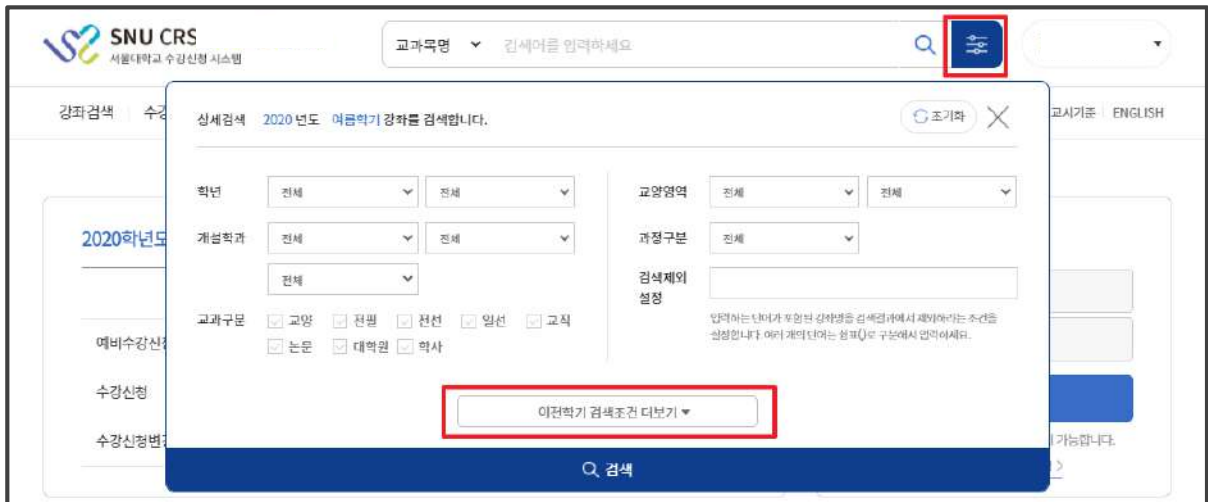 SNU CRS
서울대학교 수강신청 시스템
교과목명 검색어를 입력하세요
강좌검색 수강
교시기준 ENGLISH
상세검색 2020 년도 여름학기 강좌를 검색합니다.
초기화
학년 전체 전체
교양영역 전체 전체
개설학과 전체 전체
전체
과정구분 전체
검색제외
설정
입력하는 단어가 포함된 강좌명을 검색결과에서 제외하라는 조건을
설정합니다. 여러 개의 단어는 쉼표()로 구분해서 입력하세요.
교과구분 교양 전필 전선 일선 교직
논문 대학원 학사
이전학기 검색조건 더보기
검색
2020학년도
예비수강신청
수강신청
수강신청변경
가능합니다.